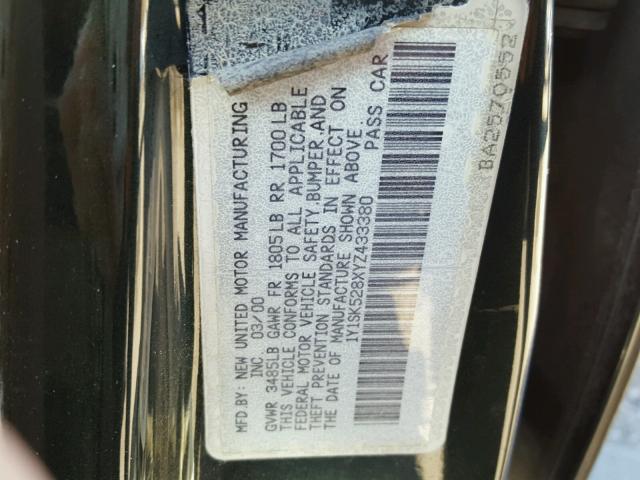 MFD BY: NEW UNITED MOTOR MANUFACTURING
INC. 03/00
GVWR 3485LB GAWR FR 1805LB RR 1700LB
THIS VEHICLE CONFORMS TO ALL APPLICABLE
FEDERAL MOTOR VEHICLE SAFETY,BUMPER,AND
THEFT PREVENTION STANDARDS IN EFFECT ON
THE DATE OF MANUFACTURE SHOWN ABOVE.
1Y1SK528XYZ433380 PASS CAR
BA2570552